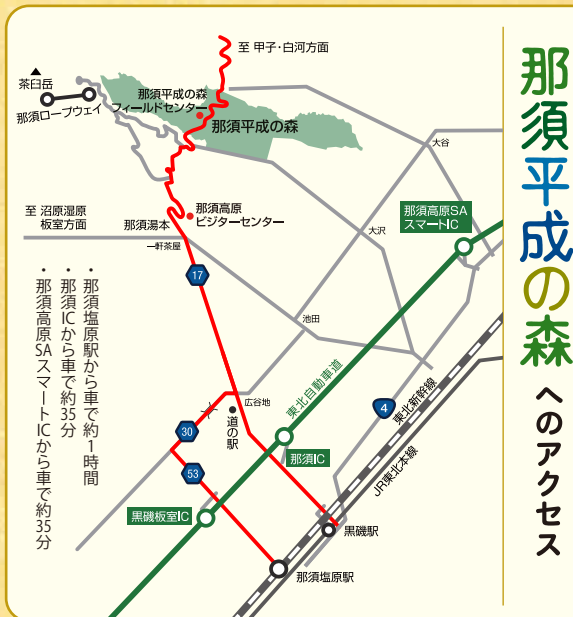 那須平成の森 へのアクセス
至 甲子・白河方面
茶臼岳
那須ロープウェイ
那須平成の森
フィールドセンター
那須平成の森
大谷
那須高原
ビジターセンター
那須高原SA
スマートIC
至 沼原湿原
板室方面
那須湯本
一軒茶屋
大沢
17
池田
東北自動車道
広谷地
道の駅
4
東北新幹線
30
那須IC
JR東北本線
53
黒磯板室IC
黒磯駅
那須塩原駅
・那須塩原駅から車で約1時間
・那須ICから車で約35分
・那須高原SAスマートICから車で約35分